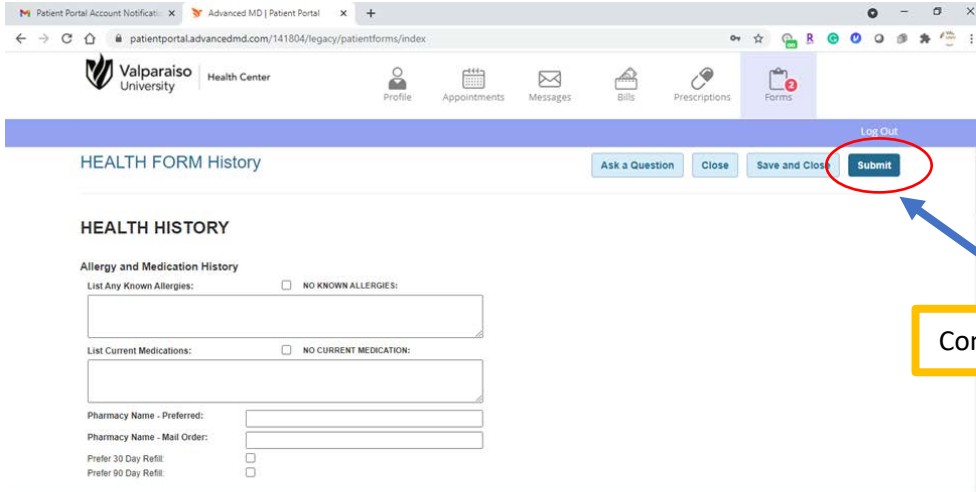 Patient Portal Account Notificati
Advanced MD | Patient Portal
patientportal.advancedmd.com/141804/legacy/patientforms/index
Valparaiso University Health Center
Profile
Appointments
Messages
Bills
Prescriptions
Forms
2
Log Out
HEALTH FORM History
Ask a Question
Close
Save and Close
Submit
HEALTH HISTORY
Allergy and Medication History
List Any Known Allergies: NO KNOWN ALLERGIES:
List Current Medications: NO CURRENT MEDICATION:
Pharmacy Name - Preferred:
Pharmacy Name - Mail Order:
Prefer 30 Day Refill:
Prefer 90 Day Refill: